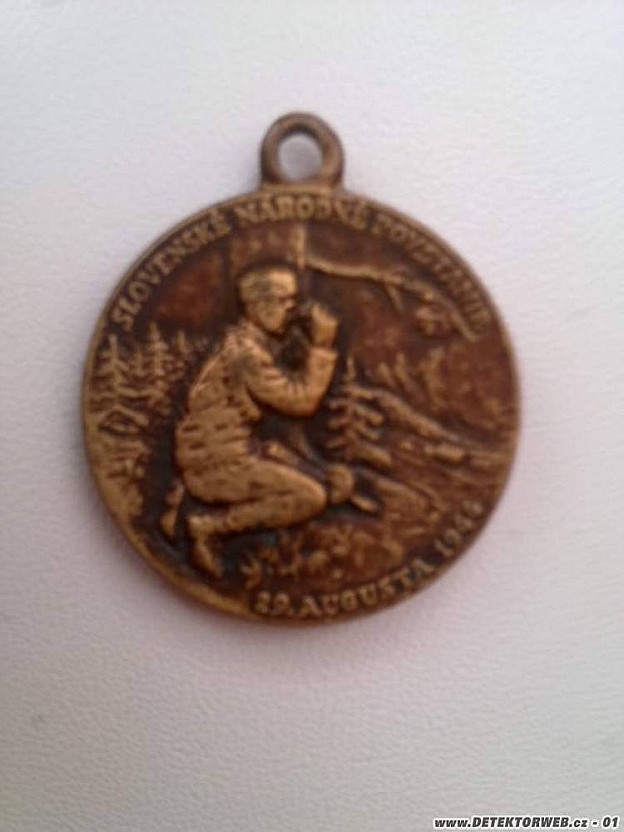 SLOVENSKÉ NÁRODNÉ POVSTANIE
29. AUGUSTA 1944
www.DETEKTORWEB.cz - 01